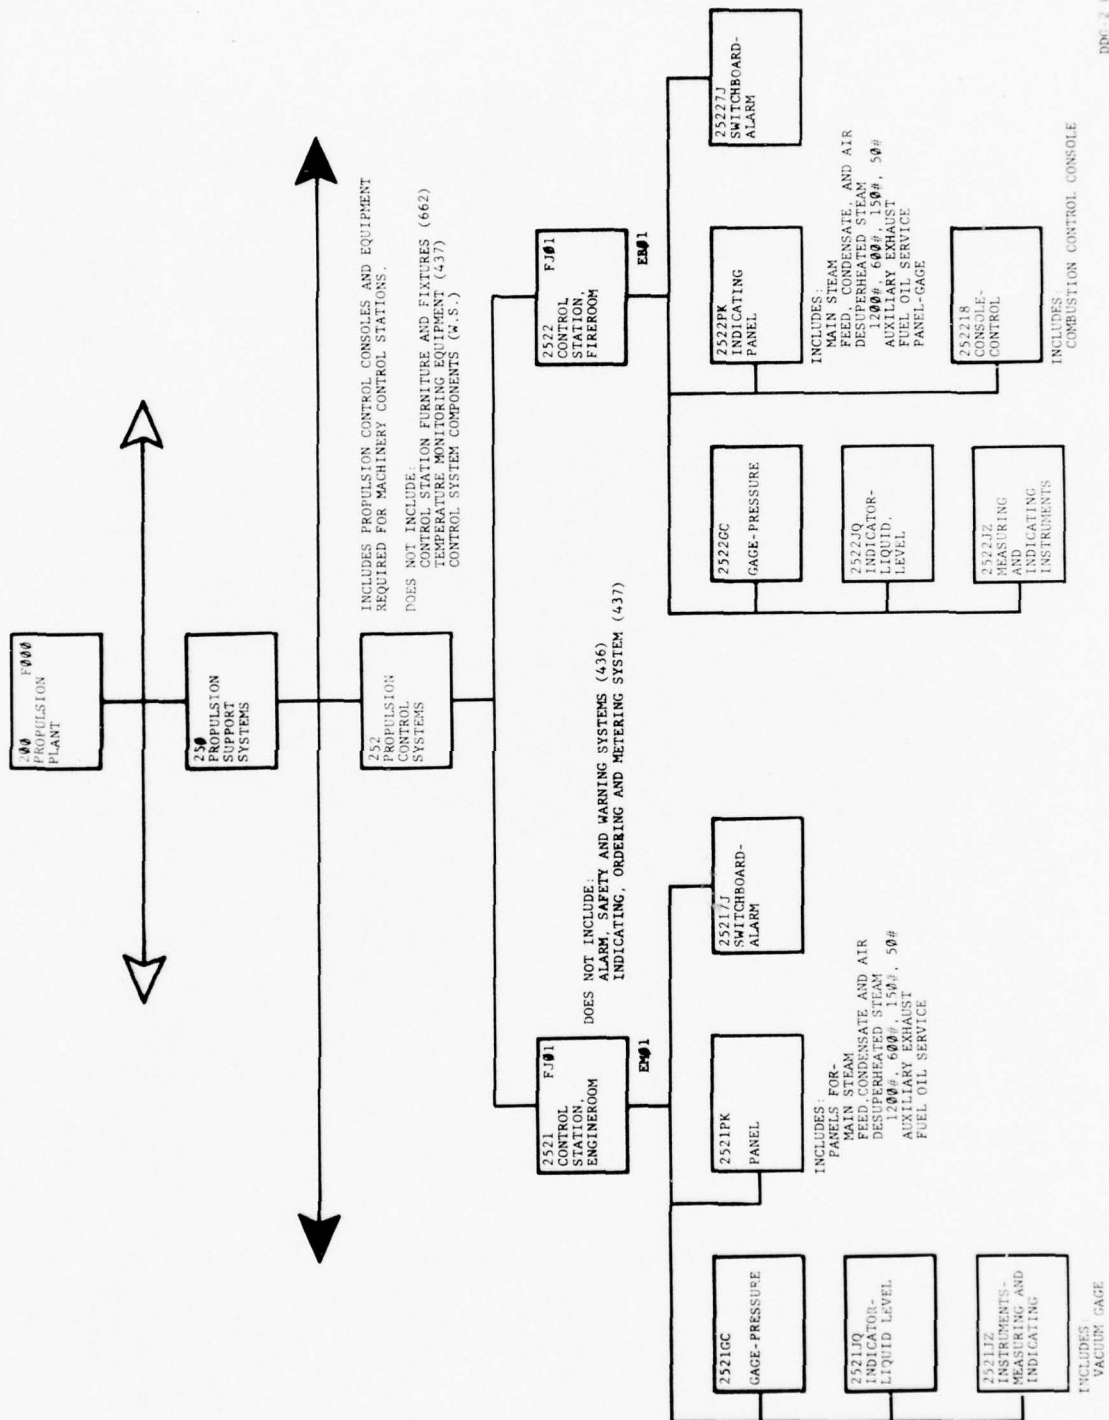 200 F000
PROPULSION
PLANT
250
PROPULSION
SUPPORT
SYSTEMS
252
PROPULSION
CONTROL
SYSTEMS
INCLUDES PROPULSION CONTROL CONSOLES AND EQUIPMENT
REQUIRED FOR MACHINERY CONTROL STATIONS.
DOES NOT INCLUDE:
CONTROL STATION FURNITURE AND FIXTURES (662)
TEMPERATURE MONITORING EQUIPMENT (437)
CONTROL SYSTEM COMPONENTS (W.S.)
2521 FJ01
CONTROL
STATION,
ENGINEROOM
DOES NOT INCLUDE:
ALARM, SAFETY AND WARNING SYSTEMS (436)
INDICATING, ORDERING AND METERING SYSTEM (437)
EM01
2521GC
GAGE-PRESSURE
2521JQ
INDICATOR-
LIQUID LEVEL
2521JZ
INSTRUMENTS-
MEASURING AND
INDICATING
INCLUDES:
VACUUM GAGE
2521PK
PANEL
INCLUDES:
PANELS FOR-
MAIN STEAM
FEED,CONDENSATE AND AIR
DESUPERHEATED STEAM
1200#, 600#, 150#, 50#
AUXILIARY EXHAUST
FUEL OIL SERVICE
25217J
SWITCHBOARD-
ALARM
2522 FJ01
CONTROL
STATION,
FIREROOM
EB01
2522GC
GAGE-PRESSURE
2522JQ
INDICATOR-
LIQUID,
LEVEL
2522JZ
MEASURING
AND
INDICATING
INSTRUMENTS
2522PK
INDICATING
PANEL
INCLUDES:
MAIN STEAM
FEED, CONDENSATE, AND AIR
DESUPERHEATED STEAM
1200#, 600#, 150#, 50#
AUXILIARY EXHAUST
FUEL OIL SERVICE
PANEL-GAGE
252218
CONSOLE-
CONTROL
INCLUDES:
COMBUSTION CONTROL CONSOLE
25227J
SWITCHBOARD-
ALARM